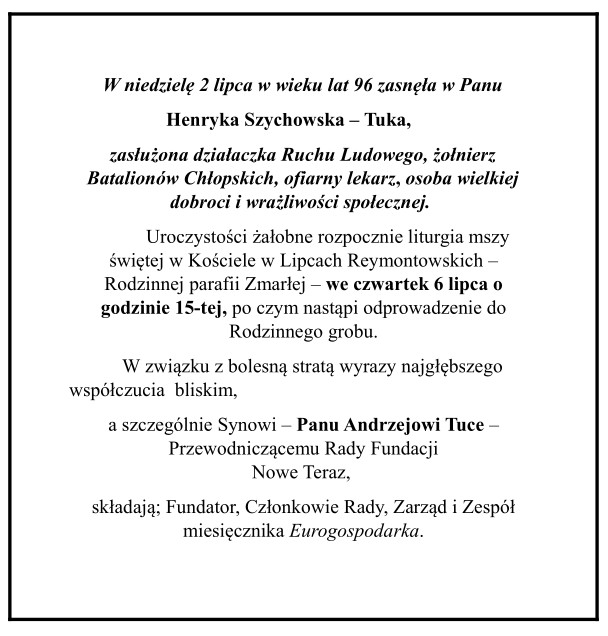 W niedzielę 2 lipca w wieku lat 96 zasnęła w Panu
Henryka Szychowska – Tuka,
zasłużona działaczka Ruchu Ludowego, żołnierz
Batalionów Chłopskich, ofiarny lekarz, osoba wielkiej
dobroci i wrażliwości społecznej.
Uroczystości żałobne rozpocznie liturgia mszy
świętej w Kościele w Lipcach Reymontowskich –
Rodzinnej parafii Zmarłej – we czwartek 6 lipca o
godzinie 15-tej, po czym nastąpi odprowadzenie do
Rodzinnego grobu.
W związku z bolesną stratą wyrazy najgłębszego
współczucia  bliskim,
a szczególnie Synowi – Panu Andrzejowi Tuce –
Przewodniczącemu Rady Fundacji
Nowe Teraz,
składają; Fundator, Członkowie Rady, Zarząd i Zespół
miesięcznika Eurogospodarka.